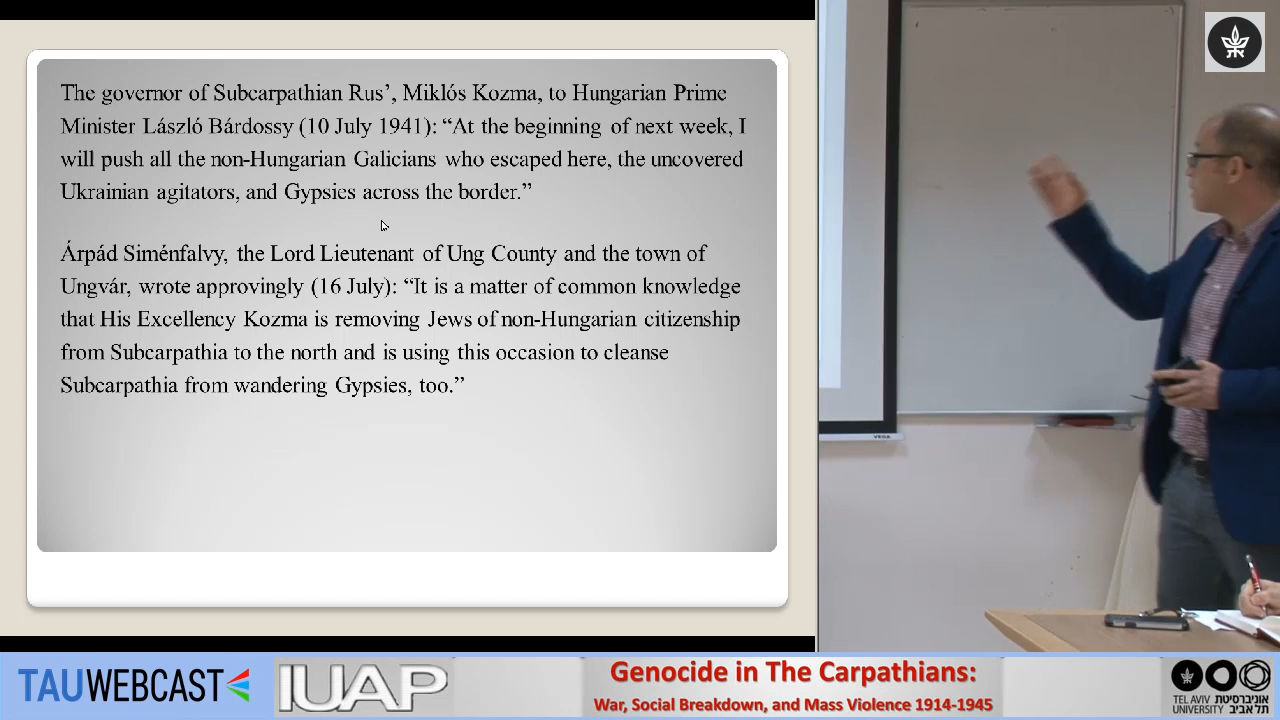 The governor of Subcarpathian Rus’, Miklós Kozma, to Hungarian Prime
Minister László Bárdossy (10 July 1941): “At the beginning of next week, I
will push all the non-Hungarian Galicians who escaped here, the uncovered
Ukrainian agitators, and Gypsies across the border.”
Árpád Siménfalvy, the Lord Lieutenant of Ung County and the town of
Ungvár, wrote approvingly (16 July): “It is a matter of common knowledge
that His Excellency Kozma is removing Jews of non-Hungarian citizenship
from Subcarpathia to the north and is using this occasion to cleanse
Subcarpathia from wandering Gypsies, too.”
VEGA
TAUWEBCAST
IUAP
Genocide in The Carpathians:
War, Social Breakdown, and Mass Violence 1914-1945
TEL AVIV אוניברסיטת
UNIVERSITY תל אביב